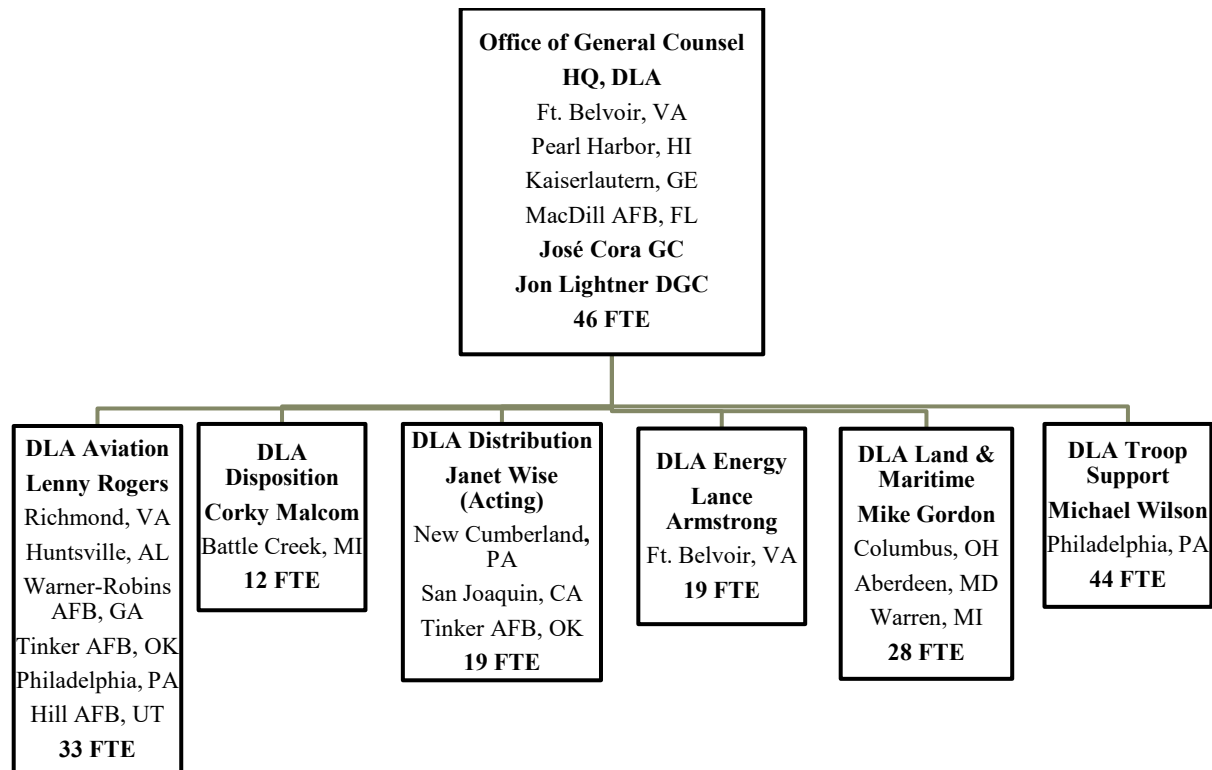 Office of General Counsel
HQ, DLA
Ft. Belvoir, VA
Pearl Harbor, HI
Kaiserlautern, GE
MacDill AFB, FL
José Cora GC
Jon Lightner DGC
46 FTE
DLA Aviation
Lenny Rogers
Richmond, VA
Huntsville, AL
Warner-Robins
AFB, GA
Tinker AFB, OK
Philadelphia, PA
Hill AFB, UT
33 FTE
DLA
Disposition
Corky Malcom
Battle Creek, MI
12 FTE
DLA Distribution
Janet Wise
(Acting)
New Cumberland,
PA
San Joaquin, CA
Tinker AFB, OK
19 FTE
DLA Energy
Lance
Armstrong
Ft. Belvoir, VA
19 FTE
DLA Land &
Maritime
Mike Gordon
Columbus, OH
Aberdeen, MD
Warren, MI
28 FTE
DLA Troop
Support
Michael Wilson
Philadelphia, PA
44 FTE